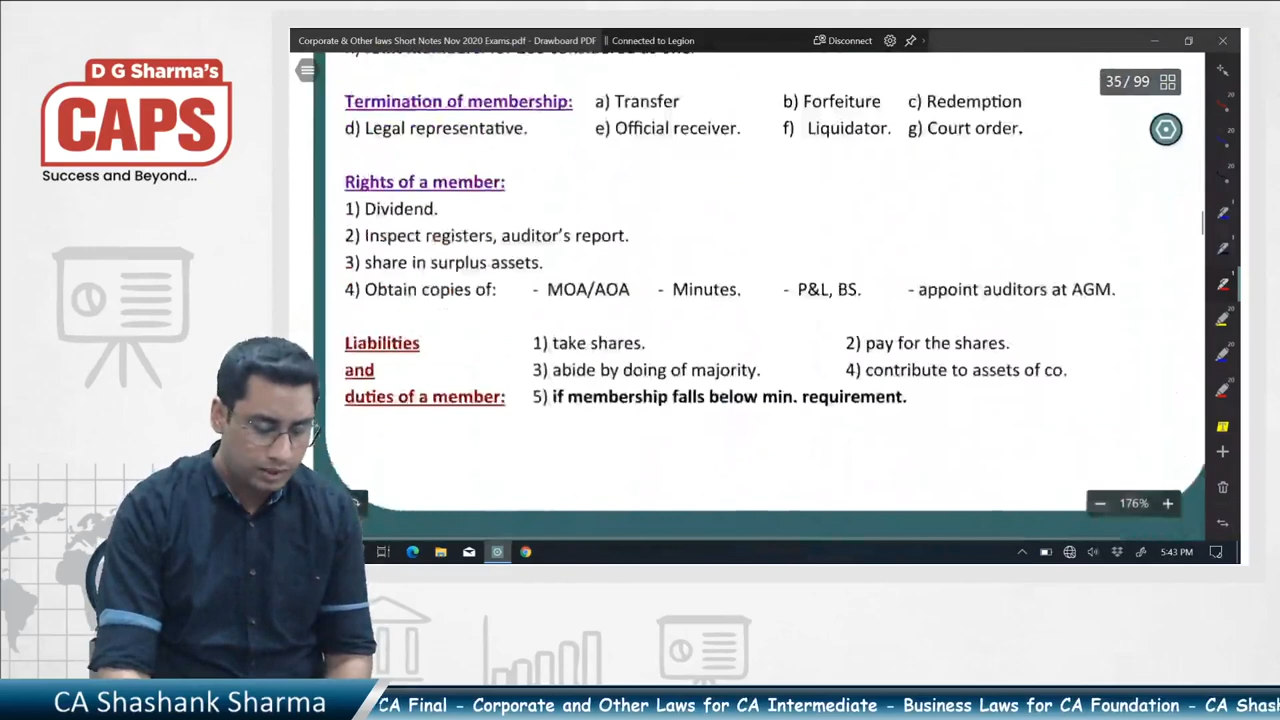 Corporate & Other laws Short Notes Nov 2020 Exams.pdf - Drawboard PDF || Connected to Legion Disconnect
D G Sharma's
CAPS
Success and Beyond...
35 / 99
Termination of membership: a) Transfer b) Forfeiture c) Redemption
d) Legal representative. e) Official receiver. f) Liquidator. g) Court order.
Rights of a member:
1) Dividend.
2) Inspect registers, auditor's report.
3) share in surplus assets.
4) Obtain copies of: - MOA/AOA - Minutes. - P&L, BS. - appoint auditors at AGM.
Liabilities 1) take shares. 2) pay for the shares.
and 3) abide by doing of majority. 4) contribute to assets of co.
duties of a member: 5) if membership falls below min. requirement.
176%
5:43 PM
CA Shashank Sharma
CA Final - Corporate and Other Laws for CA Intermediate - Business Laws for CA Foundation - CA Shas